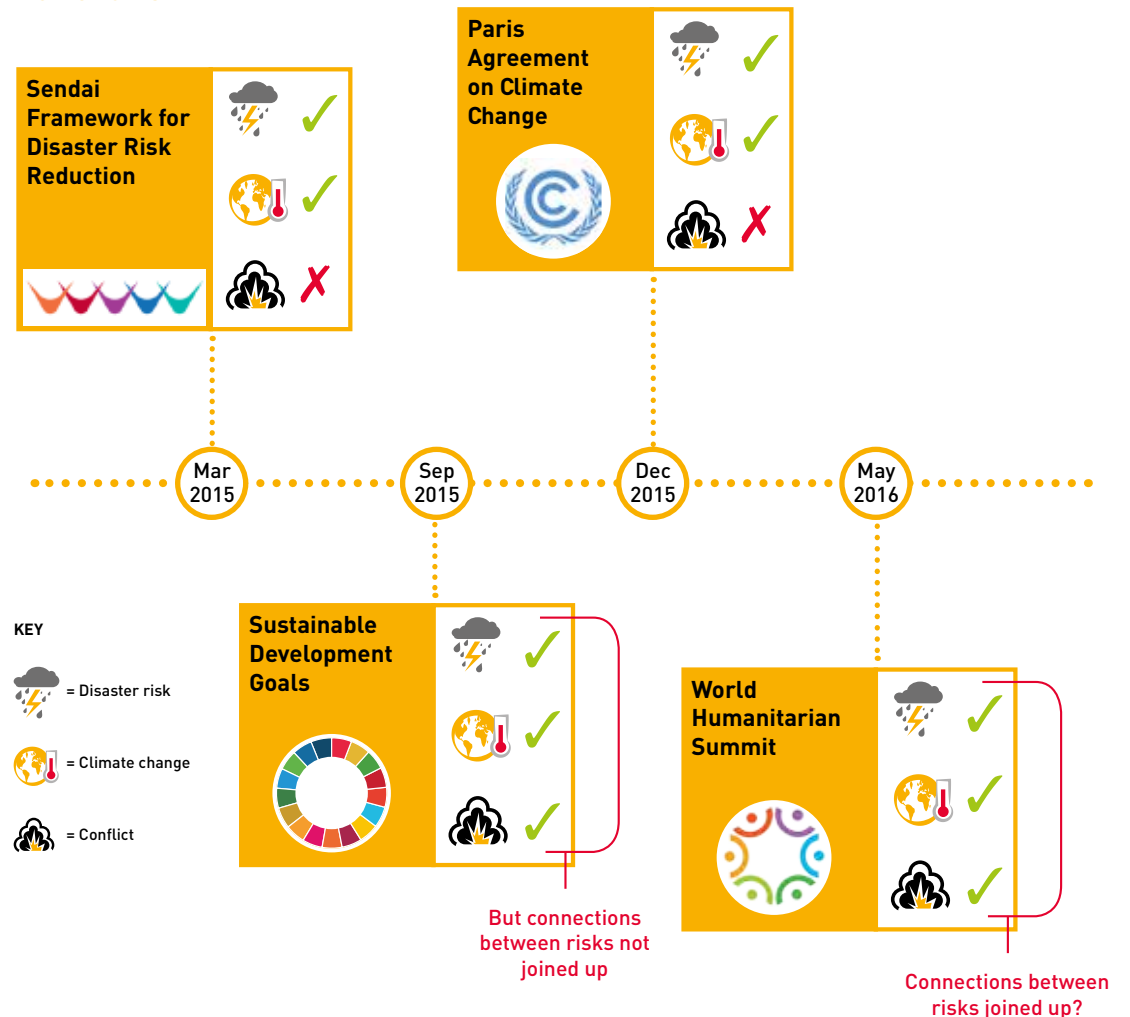 Sendai
Framework for
Disaster Risk
Reduction
Paris
Agreement
on Climate
Change
Mar
2015
Sep
2015
Dec
2015
May
2016
KEY
= Disaster risk
= Climate change
= Conflict
Sustainable
Development
Goals
But connections
between risks not
joined up
World
Humanitarian
Summit
Connections between
risks joined up?